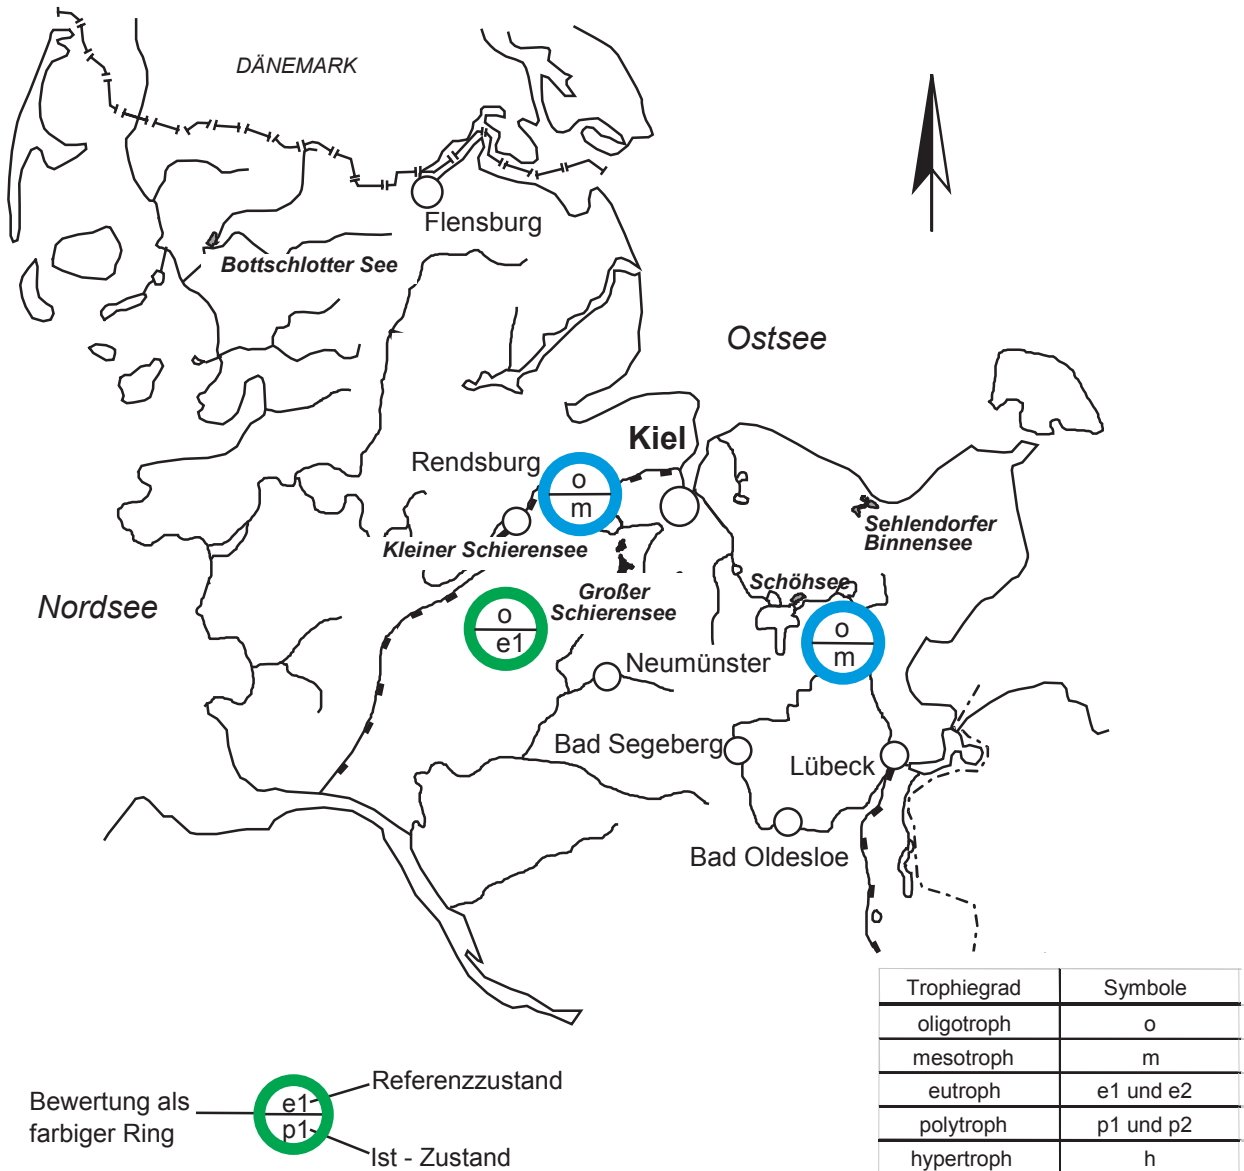 DÄNEMARK
Flensburg
Bottschlotter See
Ostsee
Kiel
Rendsburg
o
m
Kleiner Schierensee
Sehlendorfer
Binnensee
Großer
Schierensee
Schöhsee
Nordsee
o
e1
o
m
Neumünster
Bad Segeberg
Lübeck
Bad Oldesloe
Trophiegrad Symbole
oligotroph o
mesotroph m
eutroph e1 und e2
polytroph p1 und p2
hypertroph h
Bewertung als
farbiger Ring
e1
p1
Referenzzustand
Ist - Zustand